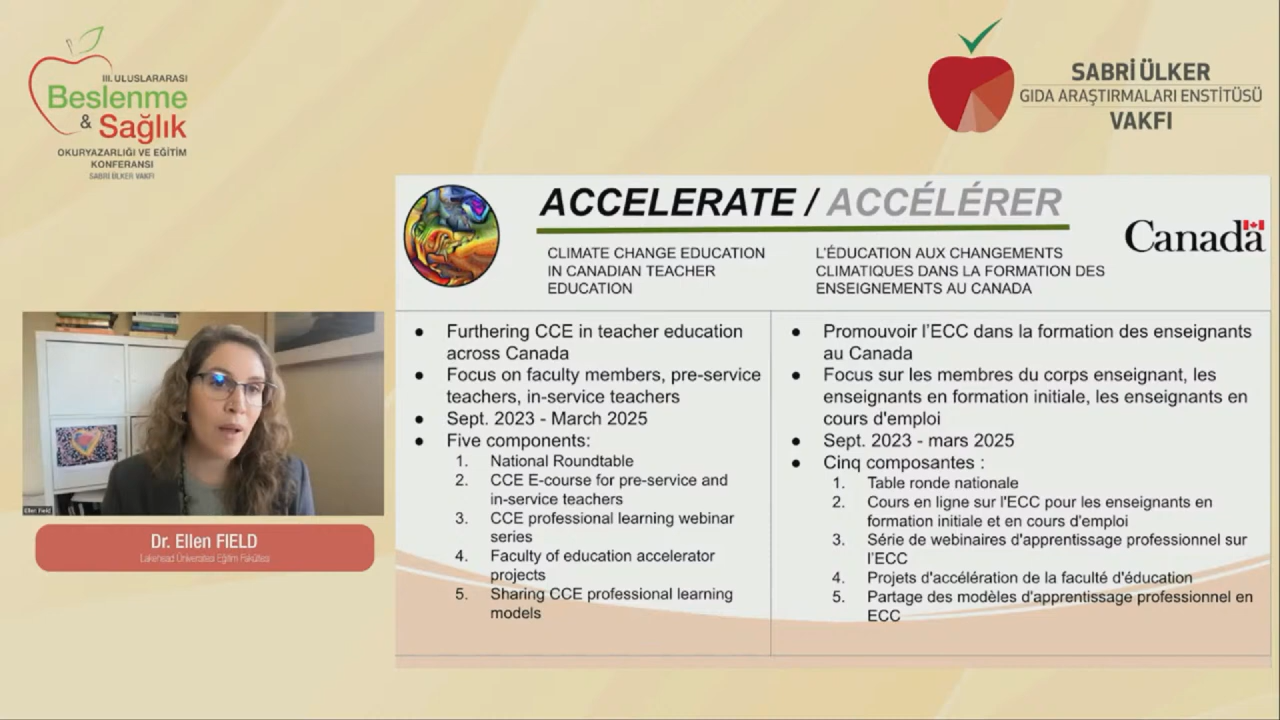 III. ULUSLARARASI
Beslenme
& Sağlık
OKURYAZARLIĞI VE EĞİTİM
KONFERANSI
SABRİ ÜLKER VAKFI
SABRİ ÜLKER
GIDA ARAŞTIRMALARI ENSTİTÜSÜ
VAKFI
ACCELERATE / ACCÉLÉRER
Canada
CLIMATE CHANGE EDUCATION
IN CANADIAN TEACHER
EDUCATION
L'ÉDUCATION AUX CHANGEMENTS
CLIMATIQUES DANS LA FORMATION DES
ENSEIGNEMENTS AU CANADA
● Furthering CCE in teacher education
across Canada
● Focus on faculty members, pre-service
teachers, in-service teachers
● Sept. 2023 - March 2025
● Five components:
1. National Roundtable
2. CCE E-course for pre-service and
in-service teachers
3. CCE professional learning webinar
series
4. Faculty of education accelerator
projects
5. Sharing CCE professional learning
models
● Promouvoir l'ECC dans la formation des enseignants
au Canada
● Focus sur les membres du corps enseignant, les
enseignants en formation initiale, les enseignants en
cours d'emploi
● Sept. 2023 - mars 2025
● Cinq composantes :
1. Table ronde nationale
2. Cours en ligne sur l'ECC pour les enseignants en
formation initiale et en cours d'emploi
3. Série de webinaires d'apprentissage professionnel sur
l'ECC
4. Projets d'accélération de la faculté d'éducation
5. Partage des modèles d'apprentissage professionnel en
ECC
Ellen Field
Dr. Ellen FIELD
Lakehead Üniversitesi Eğitim Fakültesi